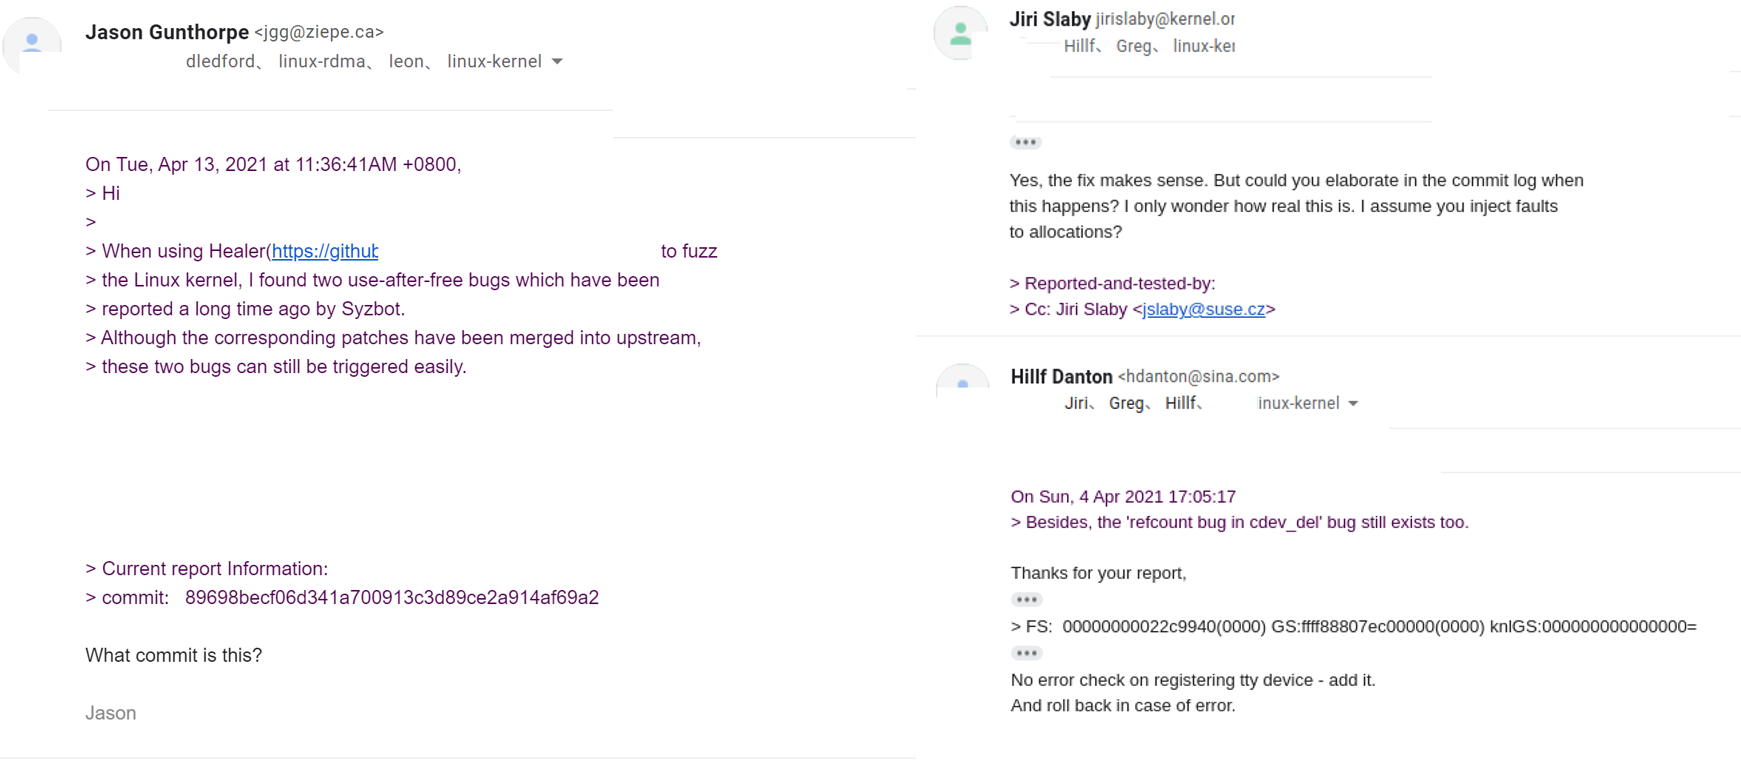 Jason Gunthorpe <jgg@ziepe.ca>
dledford、 linux-rdma、 leon、 linux-kernel
On Tue, Apr 13, 2021 at 11:36:41AM +0800,
> Hi
>
> When using Healer(https://github to fuzz
> the Linux kernel, I found two use-after-free bugs which have been
> reported a long time ago by Syzbot.
> Although the corresponding patches have been merged into upstream,
> these two bugs can still be triggered easily.
> Current report Information:
> commit: 89698becf06d341a700913c3d89ce2a914af69a2
What commit is this?
Jason
Jiri Slaby jirislaby@kernel.or
Hillf、 Greg、 linux-ker
Yes, the fix makes sense. But could you elaborate in the commit log when
this happens? I only wonder how real this is. I assume you inject faults
to allocations?
> Reported-and-tested-by:
> Cc: Jiri Slaby <jslaby@suse.cz>
Hillf Danton <hdanton@sina.com>
Jiri、 Greg、 Hillf、 inux-kernel
On Sun, 4 Apr 2021 17:05:17
> Besides, the 'refcount bug in cdev_del' bug still exists too.
Thanks for your report,
> FS: 00000000022c9940(0000) GS:ffff88807ec00000(0000) knlGS:000000000000000=
No error check on registering tty device - add it.
And roll back in case of error.